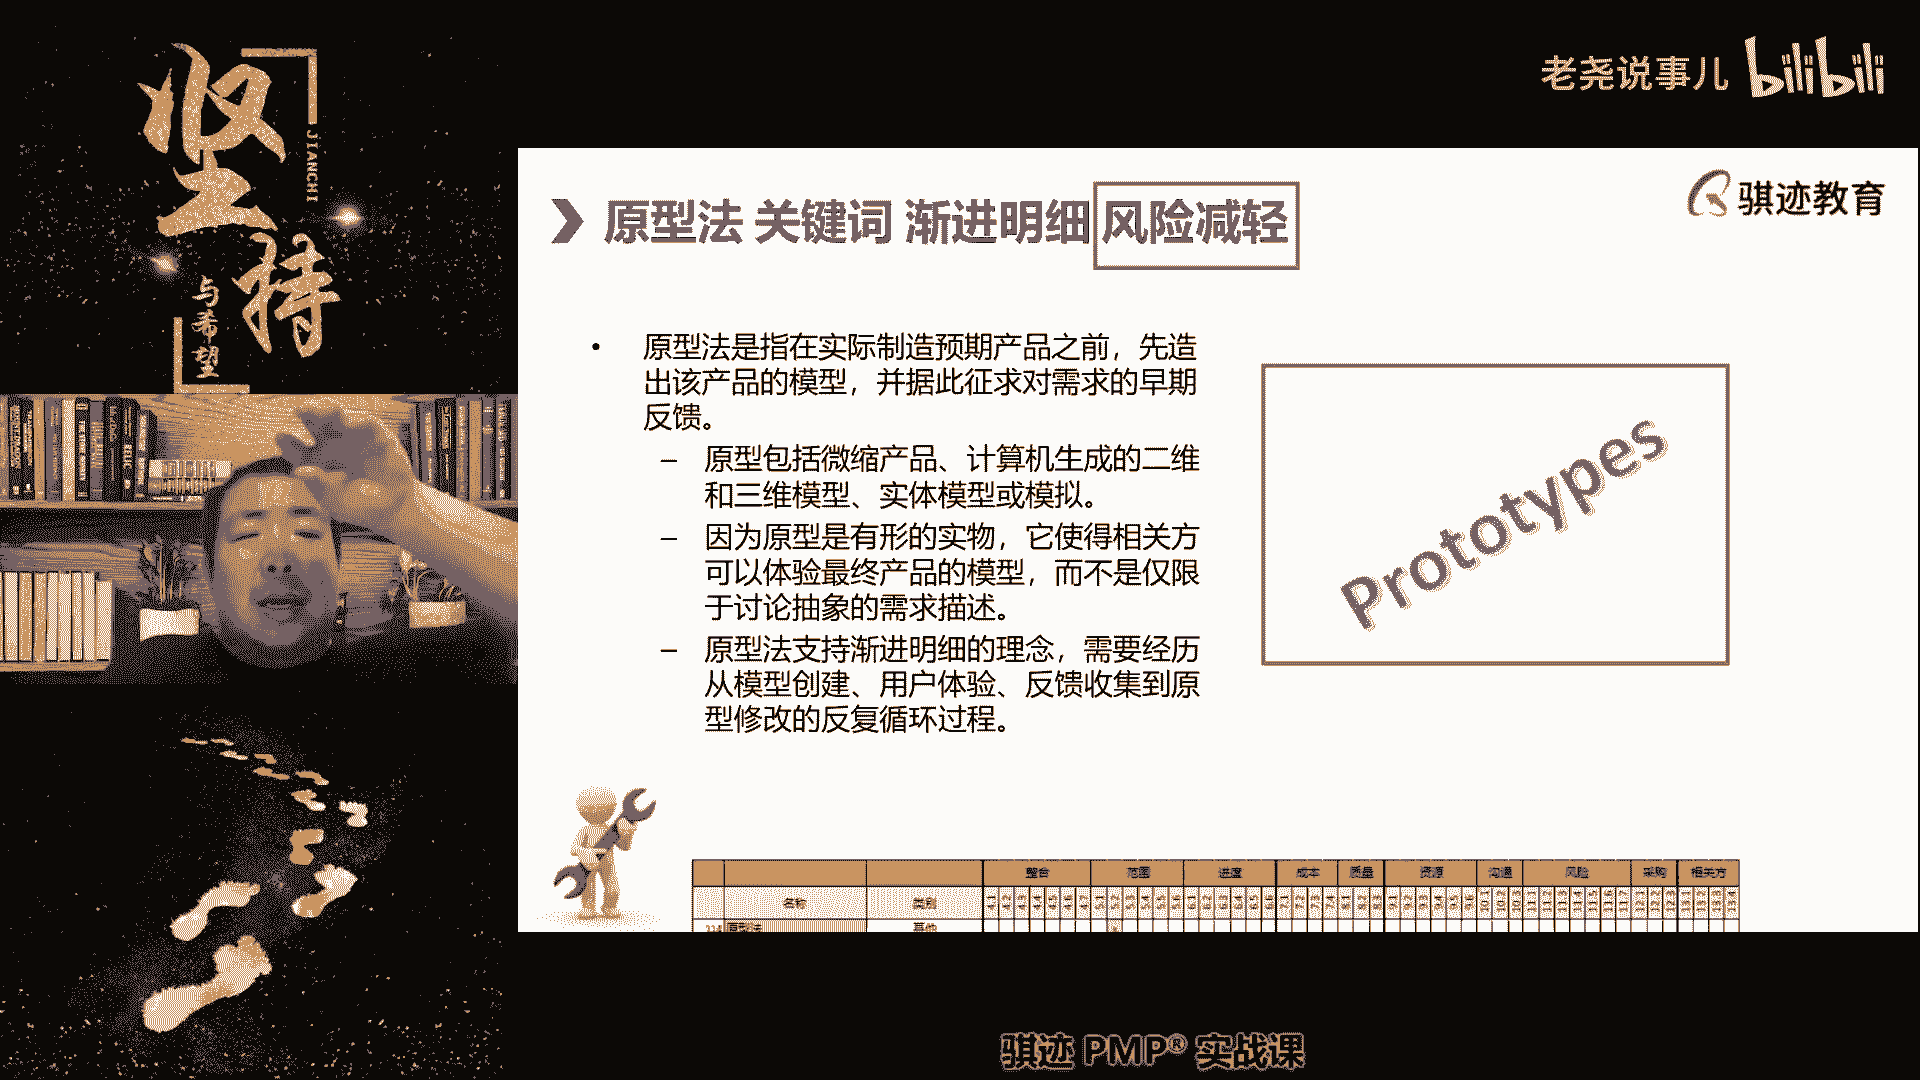 坚
持
JIANCHI
与希望
老尧说事儿 bilibili
骐迹教育
原型法 关键词 渐进明细 风险减轻
• 原型法是指在实际制造预期产品之前，先造
出该产品的模型，并据此征求对需求的早期
反馈。
– 原型包括微缩产品、计算机生成的二维
和三维模型、实体模型或模拟。
– 因为原型是有形的实物，它使得相关方
可以体验最终产品的模型，而不是仅限
于讨论抽象的需求描述。
– 原型法支持渐进明细的理念，需要经历
从模型创建、用户体验、反馈收集到原
型修改的反复循环过程。
Prototypes
整合 范围 进度 成本 质量 资源 沟通 风险 采购 相关方
名称 类别
原型法 其他
骐迹 PMP® 实战课